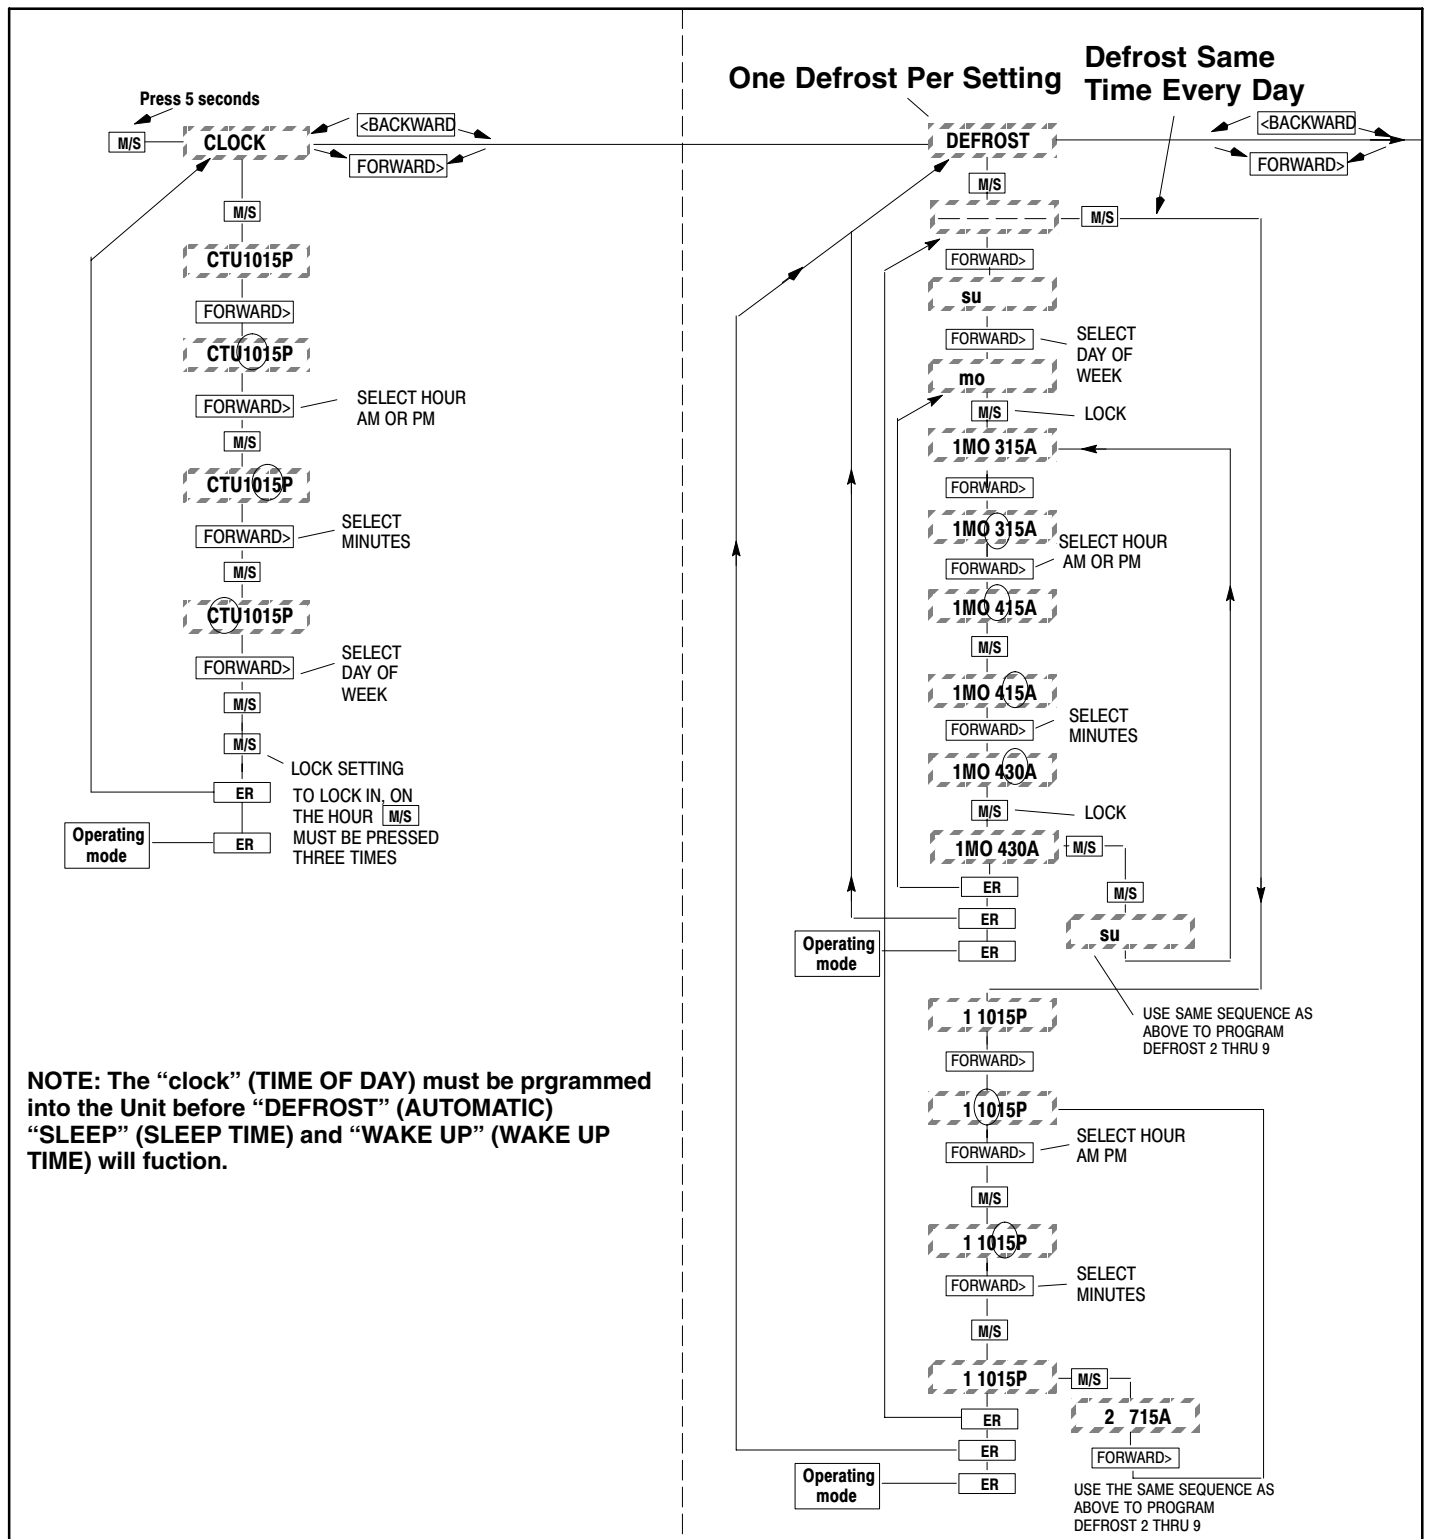 Press 5 seconds
M/S
CLOCK
<BACKWARD
FORWARD>
M/S
CTU1015P
FORWARD>
CTU1015P
FORWARD>
SELECT HOUR
AM OR PM
M/S
CTU1015P
FORWARD>
SELECT
MINUTES
M/S
CTU1015P
FORWARD>
SELECT
DAY OF
WEEK
M/S
M/S
LOCK SETTING
ER
TO LOCK IN, ON
THE HOUR M/S
MUST BE PRESSED
THREE TIMES
Operating
mode
ER
NOTE: The “clock” (TIME OF DAY) must be prgrammed
into the Unit before “DEFROST” (AUTOMATIC)
“SLEEP” (SLEEP TIME) and “WAKE UP” (WAKE UP
TIME) will fuction.
One Defrost Per Setting
Defrost Same
Time Every Day
DEFROST
<BACKWARD
FORWARD>
M/S
M/S
FORWARD>
su
FORWARD>
SELECT
DAY OF
WEEK
mo
M/S
LOCK
1MO 315A
FORWARD>
1MO 315A
SELECT HOUR
AM OR PM
FORWARD>
1MO 415A
M/S
1MO 415A
FORWARD>
SELECT
MINUTES
1MO 430A
M/S
LOCK
1MO 430A
M/S
ER
M/S
ER
su
Operating
mode
ER
USE SAME SEQUENCE AS
ABOVE TO PROGRAM
DEFROST 2 THRU 9
1 1015P
FORWARD>
1 1015P
FORWARD>
SELECT HOUR
AM PM
M/S
1 1015P
FORWARD>
SELECT
MINUTES
M/S
1 1015P
M/S
2 715A
ER
ER
FORWARD>
Operating
mode
ER
USE THE SAME SEQUENCE AS
ABOVE TO PROGRAM
DEFROST 2 THRU 9